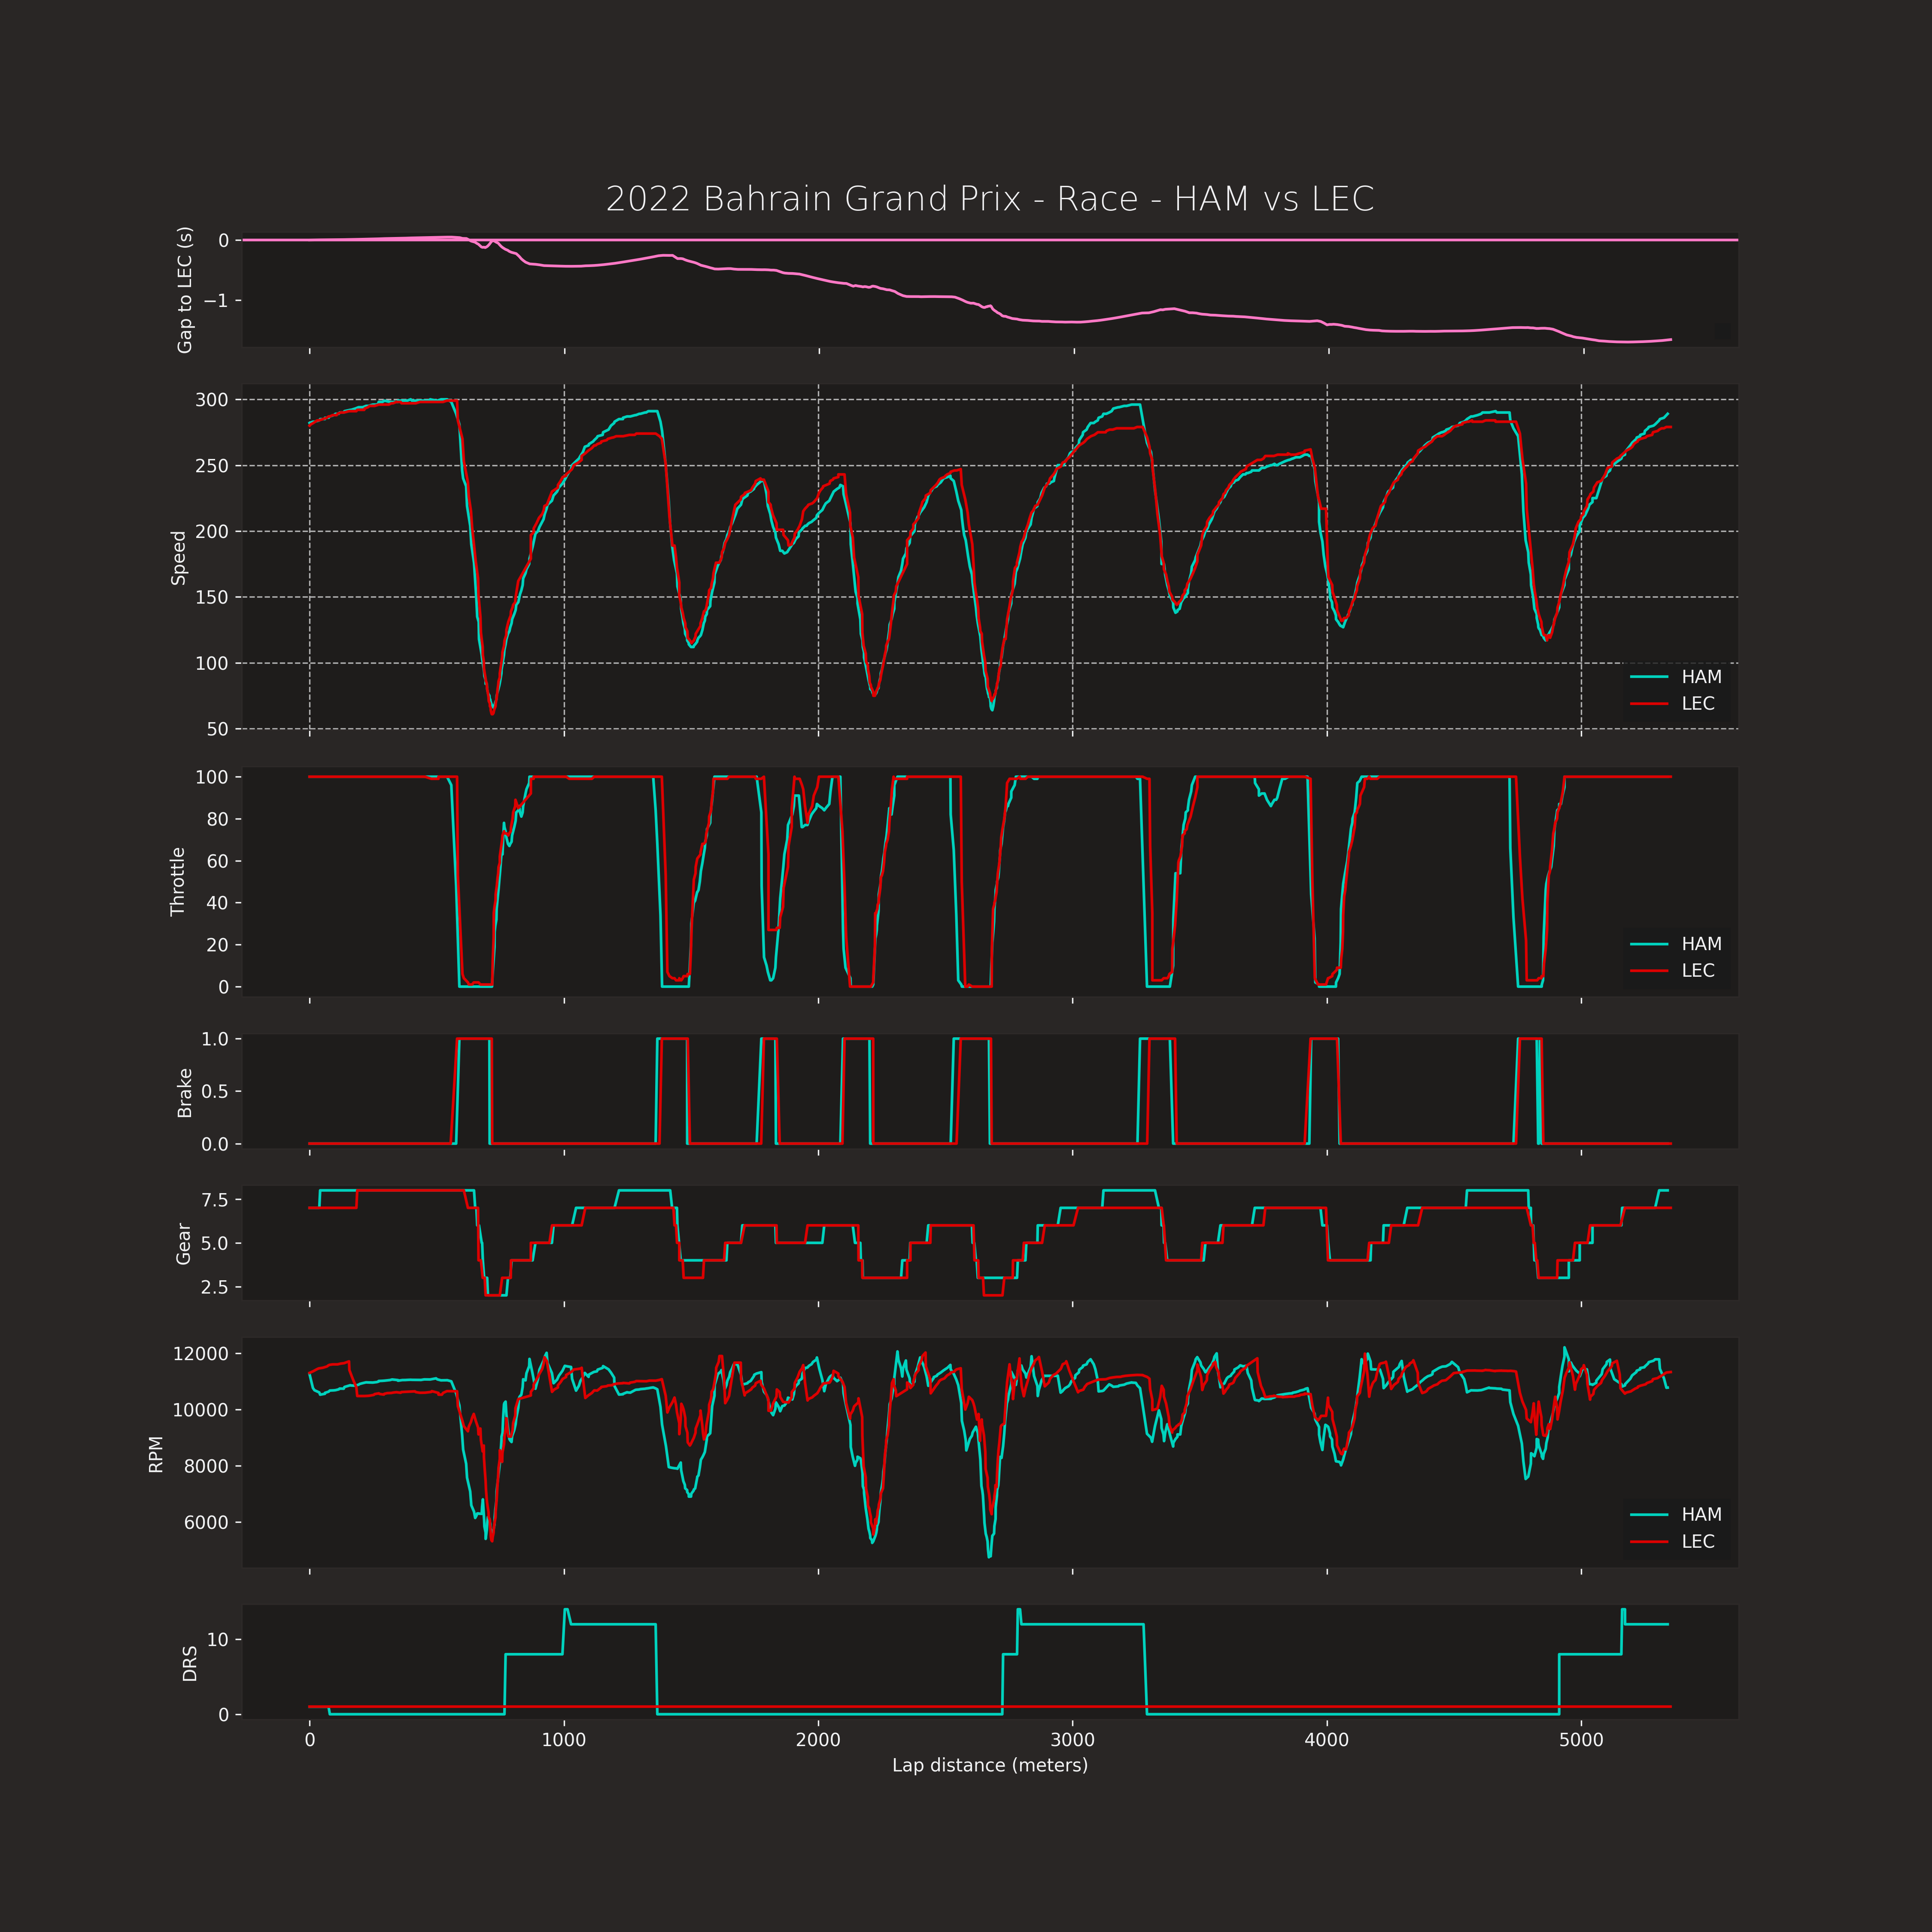 2022 Bahrain Grand Prix - Race - HAM vs LEC
Gap to LEC (s)
0
−1
Speed
300
250
200
150
100
50
HAM
LEC
Throttle
100
80
60
40
20
0
HAM
LEC
Brake
1.0
0.5
0.0
Gear
7.5
5.0
2.5
RPM
12000
10000
8000
6000
HAM
LEC
DRS
10
0
0 1000 2000 3000 4000 5000
Lap distance (meters)